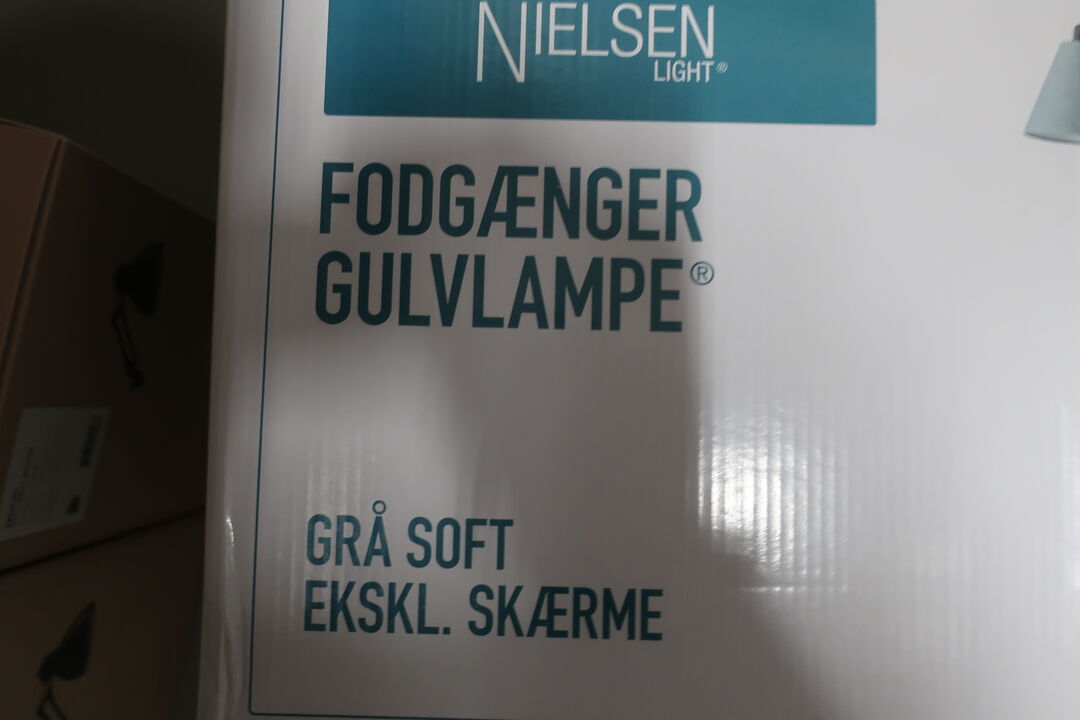 NIELSEN
LIGHT®
FODGÆNGER
GULVLAMPE®
GRÅ SOFT
EKSKL. SKÆRME